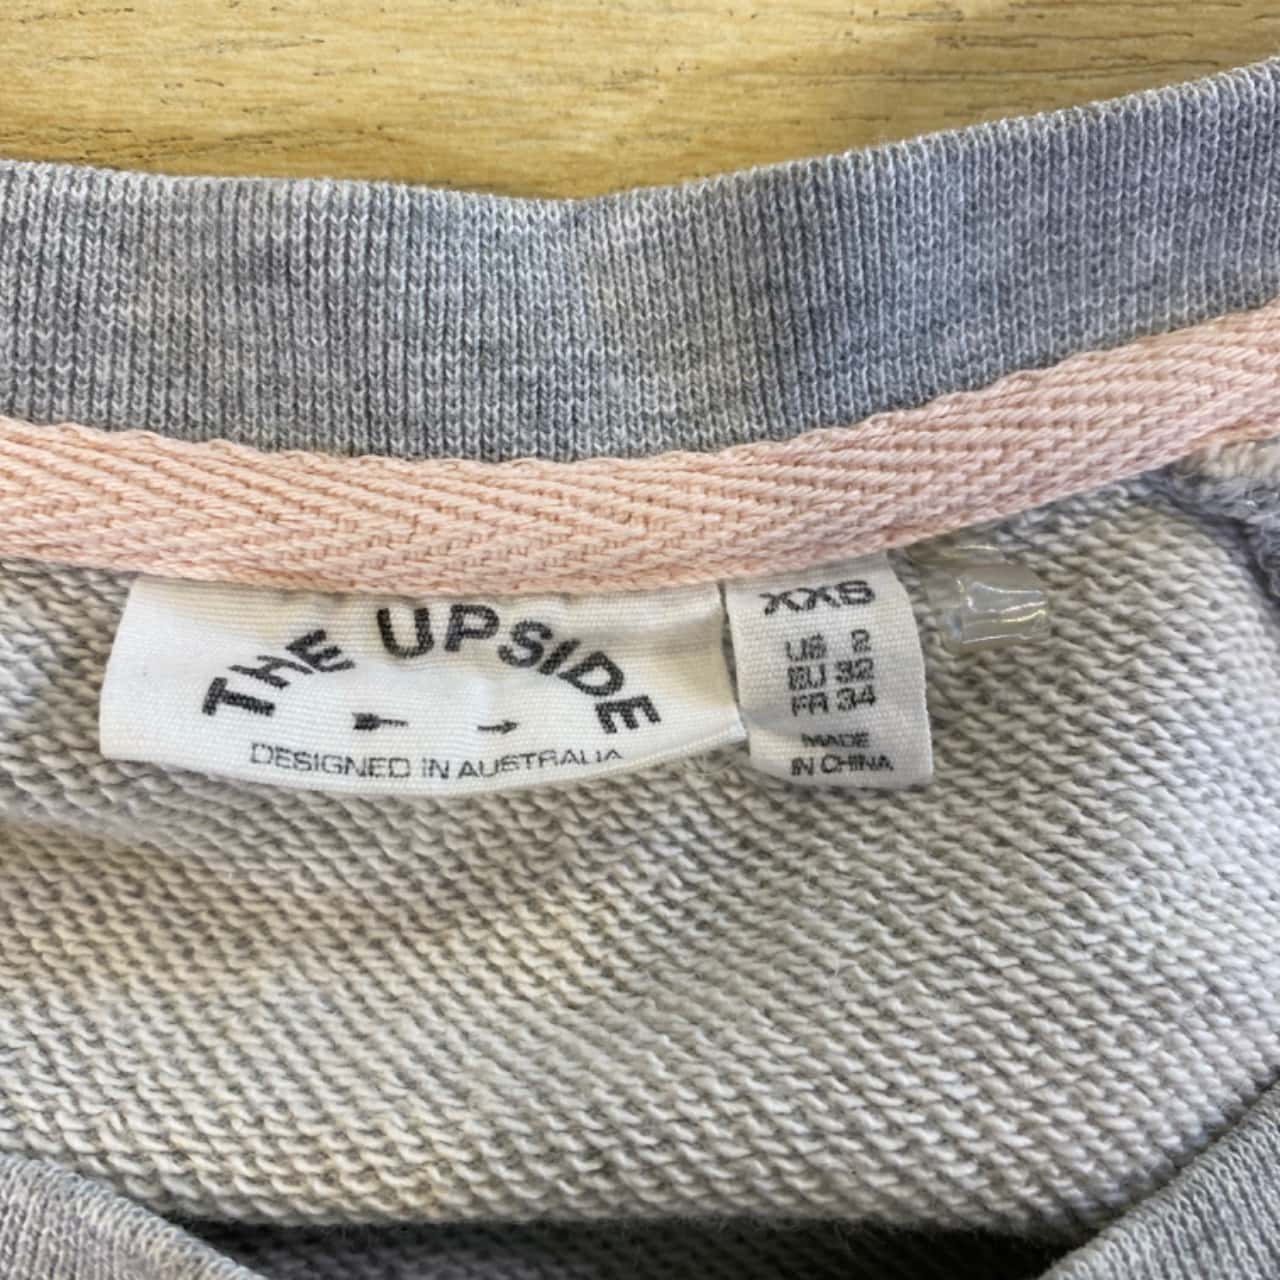 THE UPSIDE
DESIGNED IN AUSTRALIA
XXS
US 2
EU 32
FR 34
MADE
IN CHINA